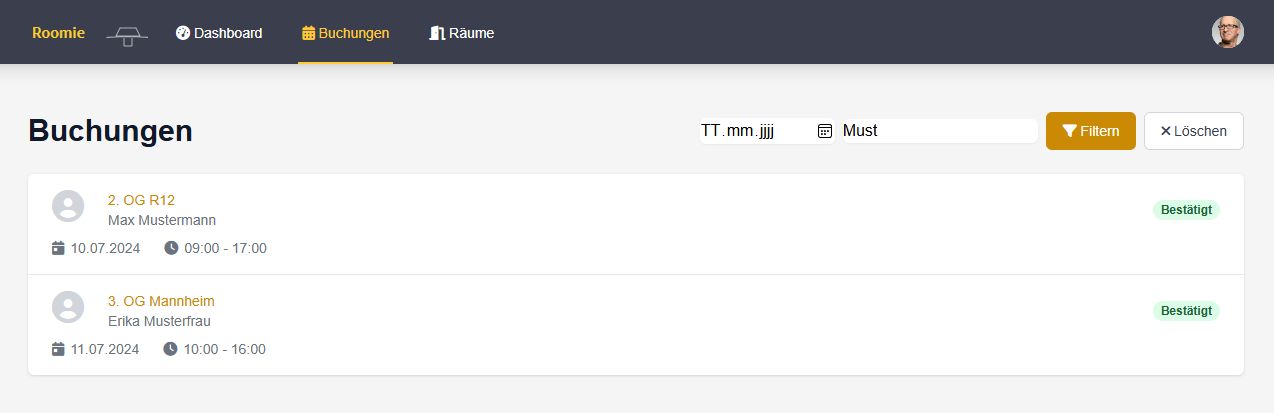 Roomie Dashboard Buchungen Räume
Buchungen TT.mm.jjjj Must Filtern Löschen
2. OG R12
Max Mustermann
Bestätigt
10.07.2024 09:00 - 17:00
3. OG Mannheim
Erika Musterfrau
Bestätigt
11.07.2024 10:00 - 16:00